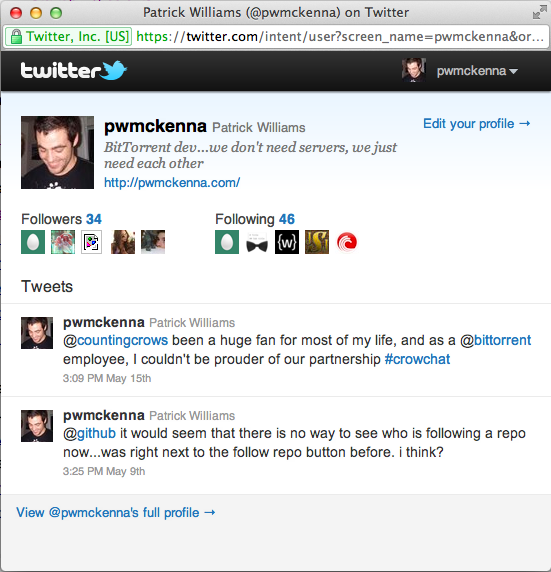 Patrick Williams (@pwmckenna) on Twitter
Twitter, Inc. [US] https://twitter.com/intent/user?screen_name=pwmckenna&or...
twitter pwmckenna
pwmckenna Patrick Williams Edit your profile →
BitTorrent dev...we don't need servers, we just
need each other
http://pwmckenna.com/
Followers 34 Following 46
{w}
Tweets
pwmckenna Patrick Williams
@countingcrows been a huge fan for most of my life, and as a @bittorrent
employee, I couldn't be prouder of our partnership #crowchat
3:09 PM May 15th
pwmckenna Patrick Williams
@github it would seem that there is no way to see who is following a repo
now...was right next to the follow repo button before. i think?
3:25 PM May 9th
View @pwmckenna's full profile →